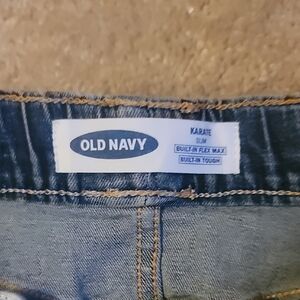 OLD NAVY
KARATE
SLIM
BUILT-IN FLEX MAX
BUILT-IN TOUGH